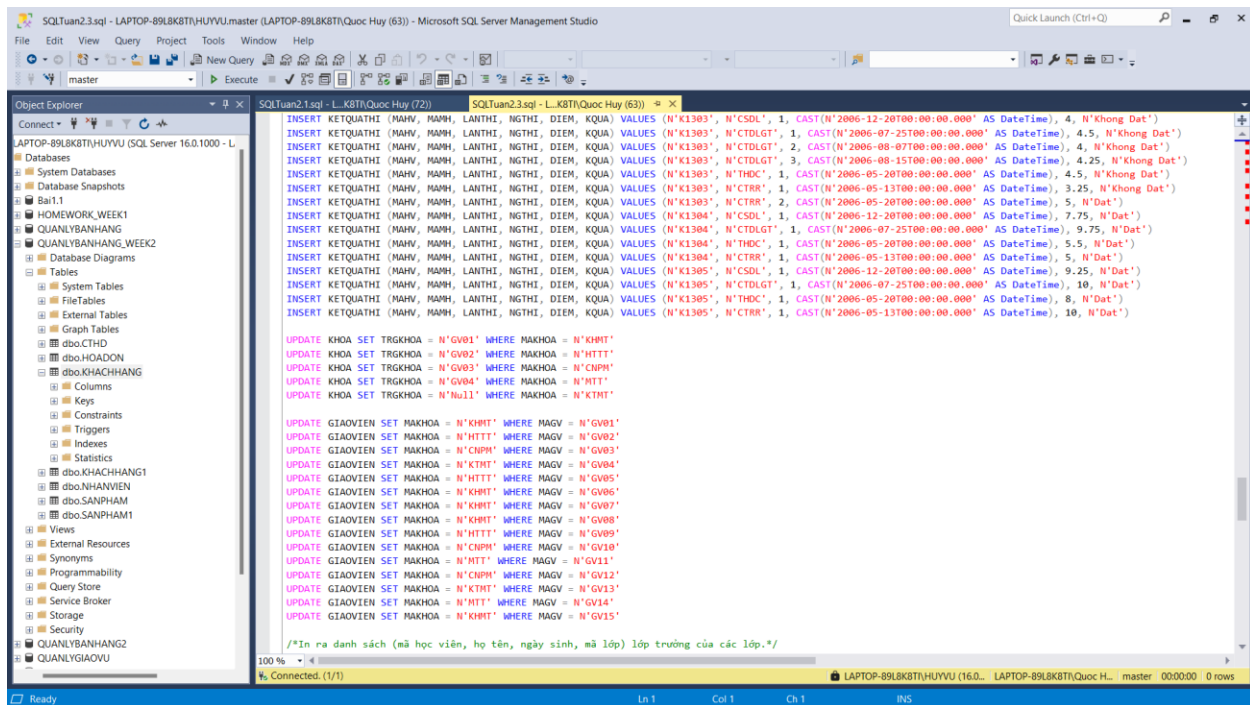 SQLTuan2.3.sql - LAPTOP-89L8K8TI\HUYVU.master (LAPTOP-89L8K8TI\Quoc Huy (63)) - Microsoft SQL Server Management Studio
Quick Launch (Ctrl+Q)
File Edit View Query Project Tools Window Help
New Query
master
Execute
Object Explorer
Connect
LAPTOP-89L8K8TI\HUYVU (SQL Server 16.0.1000 - L
Databases
System Databases
Database Snapshots
Bai1.1
HOMEWORK_WEEK1
QUANLYBANHANG
QUANLYBANHANG_WEEK2
Database Diagrams
Tables
System Tables
FileTables
External Tables
Graph Tables
dbo.CTHD
dbo.HOADON
dbo.KHACHHANG
Columns
Keys
Constraints
Triggers
Indexes
Statistics
dbo.KHACHHANG1
dbo.NHANVIEN
dbo.SANPHAM
dbo.SANPHAM1
Views
External Resources
Synonyms
Programmability
Query Store
Service Broker
Storage
Security
QUANLYBANHANG2
QUANLYGIAOVU
SQLTuan2.1.sql - L...K8TI\Quoc Huy (72))
SQLTuan2.3.sql - L...K8TI\Quoc Huy (63))
INSERT KETQUATHI (MAHV, MAMH, LANTHI, NGTHI, DIEM, KQUA) VALUES (N'K1303', N'CSDL', 1, CAST(N'2006-12-20T00:00:00.000' AS DateTime), 4, N'Khong Dat')
INSERT KETQUATHI (MAHV, MAMH, LANTHI, NGTHI, DIEM, KQUA) VALUES (N'K1303', N'CTDLGT', 1, CAST(N'2006-07-25T00:00:00.000' AS DateTime), 4.5, N'Khong Dat')
INSERT KETQUATHI (MAHV, MAMH, LANTHI, NGTHI, DIEM, KQUA) VALUES (N'K1303', N'CTDLGT', 2, CAST(N'2006-08-07T00:00:00.000' AS DateTime), 4, N'Khong Dat')
INSERT KETQUATHI (MAHV, MAMH, LANTHI, NGTHI, DIEM, KQUA) VALUES (N'K1303', N'CTDLGT', 3, CAST(N'2006-08-15T00:00:00.000' AS DateTime), 4.25, N'Khong Dat')
INSERT KETQUATHI (MAHV, MAMH, LANTHI, NGTHI, DIEM, KQUA) VALUES (N'K1303', N'THDC', 1, CAST(N'2006-05-20T00:00:00.000' AS DateTime), 4.5, N'Khong Dat')
INSERT KETQUATHI (MAHV, MAMH, LANTHI, NGTHI, DIEM, KQUA) VALUES (N'K1303', N'CTRR', 1, CAST(N'2006-05-13T00:00:00.000' AS DateTime), 3.25, N'Khong Dat')
INSERT KETQUATHI (MAHV, MAMH, LANTHI, NGTHI, DIEM, KQUA) VALUES (N'K1303', N'CTRR', 2, CAST(N'2006-05-20T00:00:00.000' AS DateTime), 5, N'Dat')
INSERT KETQUATHI (MAHV, MAMH, LANTHI, NGTHI, DIEM, KQUA) VALUES (N'K1304', N'CSDL', 1, CAST(N'2006-12-20T00:00:00.000' AS DateTime), 7.75, N'Dat')
INSERT KETQUATHI (MAHV, MAMH, LANTHI, NGTHI, DIEM, KQUA) VALUES (N'K1304', N'CTDLGT', 1, CAST(N'2006-07-25T00:00:00.000' AS DateTime), 9.75, N'Dat')
INSERT KETQUATHI (MAHV, MAMH, LANTHI, NGTHI, DIEM, KQUA) VALUES (N'K1304', N'THDC', 1, CAST(N'2006-05-20T00:00:00.000' AS DateTime), 5.5, N'Dat')
INSERT KETQUATHI (MAHV, MAMH, LANTHI, NGTHI, DIEM, KQUA) VALUES (N'K1304', N'CTRR', 1, CAST(N'2006-05-13T00:00:00.000' AS DateTime), 5, N'Dat')
INSERT KETQUATHI (MAHV, MAMH, LANTHI, NGTHI, DIEM, KQUA) VALUES (N'K1305', N'CSDL', 1, CAST(N'2006-12-20T00:00:00.000' AS DateTime), 9.25, N'Dat')
INSERT KETQUATHI (MAHV, MAMH, LANTHI, NGTHI, DIEM, KQUA) VALUES (N'K1305', N'CTDLGT', 1, CAST(N'2006-07-25T00:00:00.000' AS DateTime), 10, N'Dat')
INSERT KETQUATHI (MAHV, MAMH, LANTHI, NGTHI, DIEM, KQUA) VALUES (N'K1305', N'THDC', 1, CAST(N'2006-05-20T00:00:00.000' AS DateTime), 8, N'Dat')
INSERT KETQUATHI (MAHV, MAMH, LANTHI, NGTHI, DIEM, KQUA) VALUES (N'K1305', N'CTRR', 1, CAST(N'2006-05-13T00:00:00.000' AS DateTime), 10, N'Dat')
UPDATE KHOA SET TRGKHOA = N'GV01' WHERE MAKHOA = N'KHMT'
UPDATE KHOA SET TRGKHOA = N'GV02' WHERE MAKHOA = N'HTTT'
UPDATE KHOA SET TRGKHOA = N'GV03' WHERE MAKHOA = N'CNPM'
UPDATE KHOA SET TRGKHOA = N'GV04' WHERE MAKHOA = N'MTT'
UPDATE KHOA SET TRGKHOA = N'Null' WHERE MAKHOA = N'KTMT'
UPDATE GIAOVIEN SET MAKHOA = N'KHMT' WHERE MAGV = N'GV01'
UPDATE GIAOVIEN SET MAKHOA = N'HTTT' WHERE MAGV = N'GV02'
UPDATE GIAOVIEN SET MAKHOA = N'CNPM' WHERE MAGV = N'GV03'
UPDATE GIAOVIEN SET MAKHOA = N'KTMT' WHERE MAGV = N'GV04'
UPDATE GIAOVIEN SET MAKHOA = N'HTTT' WHERE MAGV = N'GV05'
UPDATE GIAOVIEN SET MAKHOA = N'KHMT' WHERE MAGV = N'GV06'
UPDATE GIAOVIEN SET MAKHOA = N'KHMT' WHERE MAGV = N'GV07'
UPDATE GIAOVIEN SET MAKHOA = N'KHMT' WHERE MAGV = N'GV08'
UPDATE GIAOVIEN SET MAKHOA = N'HTTT' WHERE MAGV = N'GV09'
UPDATE GIAOVIEN SET MAKHOA = N'CNPM' WHERE MAGV = N'GV10'
UPDATE GIAOVIEN SET MAKHOA = N'MTT' WHERE MAGV = N'GV11'
UPDATE GIAOVIEN SET MAKHOA = N'CNPM' WHERE MAGV = N'GV12'
UPDATE GIAOVIEN SET MAKHOA = N'KTMT' WHERE MAGV = N'GV13'
UPDATE GIAOVIEN SET MAKHOA = N'MTT' WHERE MAGV = N'GV14'
UPDATE GIAOVIEN SET MAKHOA = N'KHMT' WHERE MAGV = N'GV15'
/*In ra danh sách (mã học viên, họ tên, ngày sinh, mã lớp) lớp trưởng của các lớp.*/
100 %
Connected. (1/1)
LAPTOP-89L8K8TI\HUYVU (16.0... LAPTOP-89L8K8TI\Quoc H... master 00:00:00 0 rows
Ready Ln 1 Col 1 Ch 1 INS